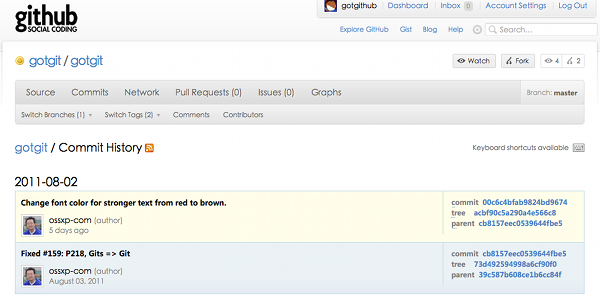 github
SOCIAL CODING
gotgithub Dashboard Inbox 0 Account Settings Log Out
Explore GitHub Gist Blog Help Search...
gotgit / gotgit
Watch Fork 4 2
Source Commits Network Pull Requests (0) Issues (0) Graphs Branch: master
Switch Branches (1) Switch Tags (2) Comments Contributors
gotgit / Commit History Keyboard shortcuts available
2011-08-02
Change font color for stronger text from red to brown. commit 00c6c4bfab9824bd9674
ossxp-com (author) tree acbf90c5a290a4e566c8
5 days ago parent cb8157eec0539644fbe5
Fixed #159: P218, Gits => Git commit cb8157eec0539644fbe5
ossxp-com (author) tree 73d492594998a6cf90f0
August 03, 2011 parent 39c587b608ce1b6cc84f